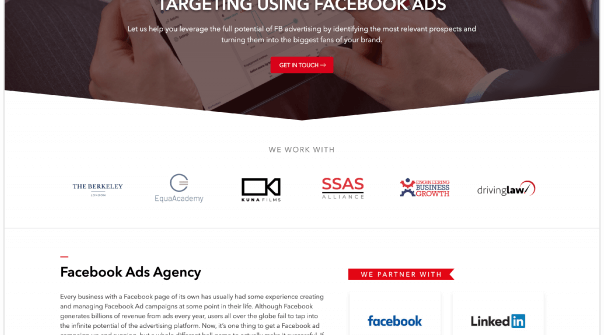 TARGETING USING FACEBOOK ADS
Let us help you leverage the full potential of FB advertising by identifying the most relevant prospects and
turning them into the biggest fans of your brand.
GET IN TOUCH →
WE WORK WITH
THE BERKELEY
EquiaAcademy
KUNA FILMS
SSAS
ALLIANCE
ENGINEERING
BUSINESS
GROWTH
drivinglaw
Facebook Ads Agency
WE PARTNER WITH
Every business with a Facebook page of its own has usually had some experience creating
and managing Facebook Ad campaigns at some point in their life. Although Facebook
generates billions of revenue from ads every year, users all over the globe fail to tap into
the infinite potential of the advertising platform. Now, it's one thing to get a Facebook ad
facebook
LinkedIn